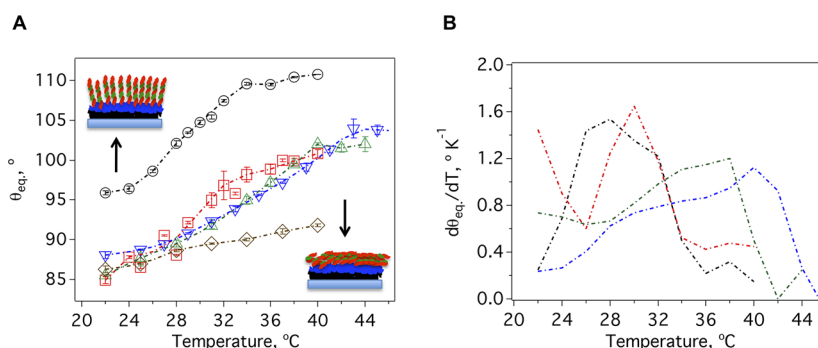 A
B
θeq., °
110
105
100
95
90
85
20 24 28 32 36 40 44
Temperature, ºC
dθeq./dT, º K-1
2.0
1.6
1.2
0.8
0.4
0.0
20 24 28 32 36 40 44
Temperature, ºC